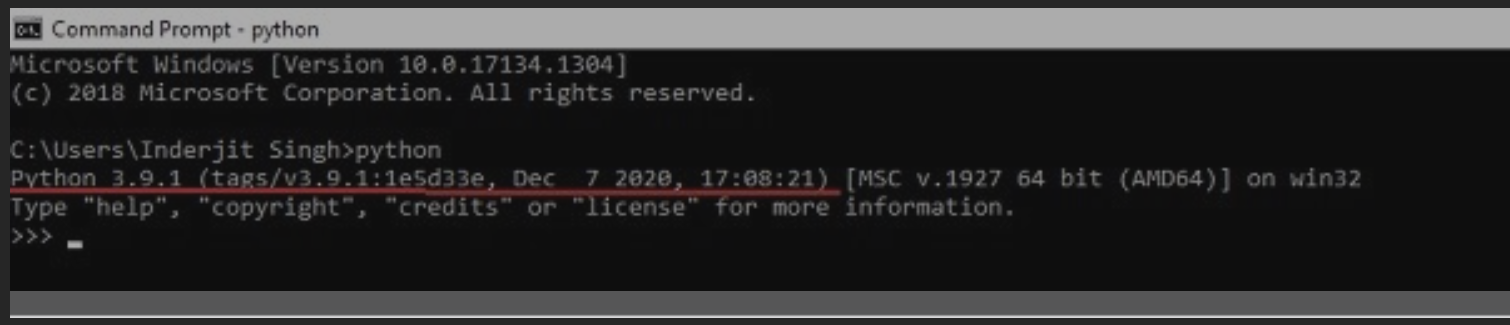 Command Prompt - python
Microsoft Windows [Version 10.0.17134.1304]
(c) 2018 Microsoft Corporation. All rights reserved.
C:\Users\Inderjit Singh>python
Python 3.9.1 (tags/v3.9.1:1e5d33e, Dec  7 2020, 17:08:21) [MSC v.1927 64 bit (AMD64)] on win32
Type "help", "copyright", "credits" or "license" for more information.
>>> _